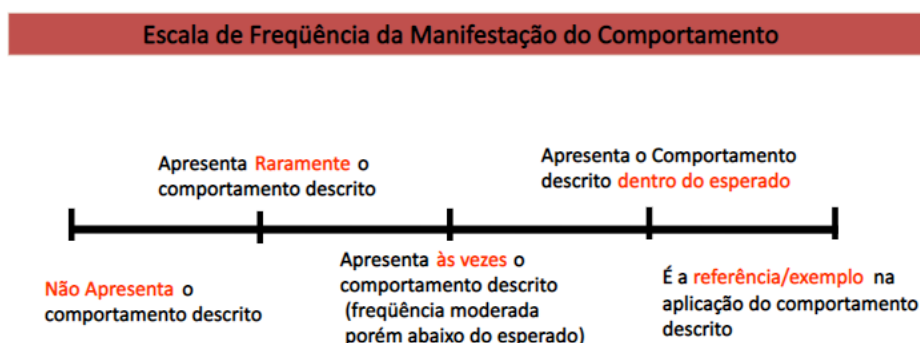 Escala de Freqüência da Manifestação do Comportamento
Apresenta Raramente o
comportamento descrito
Apresenta o Comportamento
descrito dentro do esperado
Não Apresenta o
comportamento descrito
Apresenta às vezes o
comportamento descrito
(freqüência moderada
porém abaixo do esperado)
É a referência/exemplo na
aplicação do comportamento
descrito